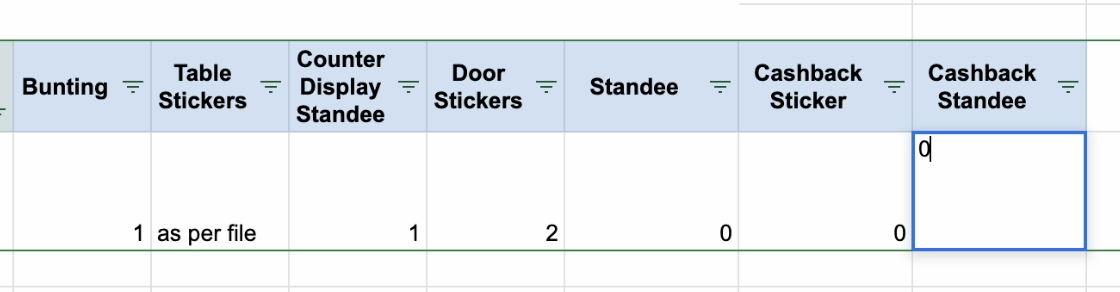 Bunting
Table
Stickers
Counter
Display
Standee
Door
Stickers
Standee
Cashback
Sticker
Cashback
Standee
1 as per file 1 2 0 0 0